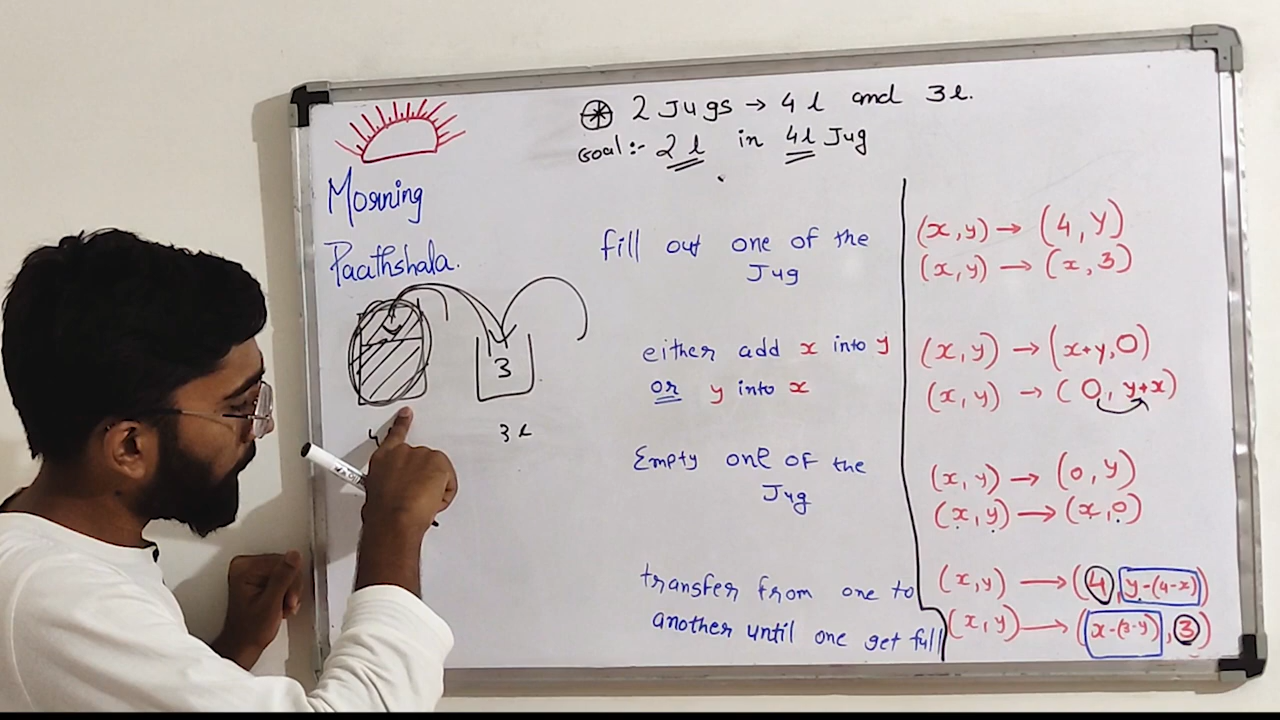 ⊛ 2 Jugs → 4 l and 3 l.
Goal:- 2 l in 4l Jug
Morning
Paathshala.
3
4
3 l
fill out one of the
Jug
(x,y) → (4, y)
(x,y) → (x,3)
either add x into y
or y into x
(x,y) → (x+y,0)
(x,y) → (0, y+x)
Empty one of the
Jug
(x,y) → (0, y)
(x,y) → (x,0)
transfer from one to
another until one get full
(x,y) → (4, y-(4-x))
(x,y) → (x-(3-y), 3)